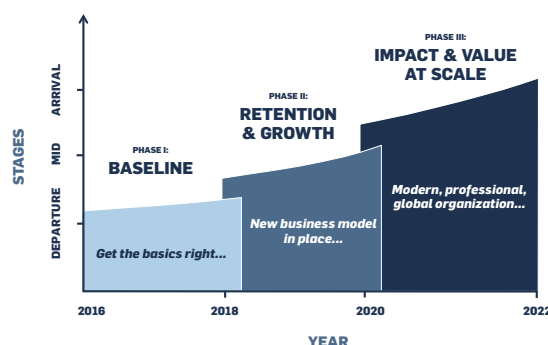 PHASE III:
IMPACT & VALUE
AT SCALE
PHASE II:
RETENTION
& GROWTH
PHASE I:
BASELINE
STAGES
ARRIVAL
MID
DEPARTURE
Modern, professional,
global organization...
New business model
in place...
Get the basics right...
2016
2018
2020
2022
YEAR